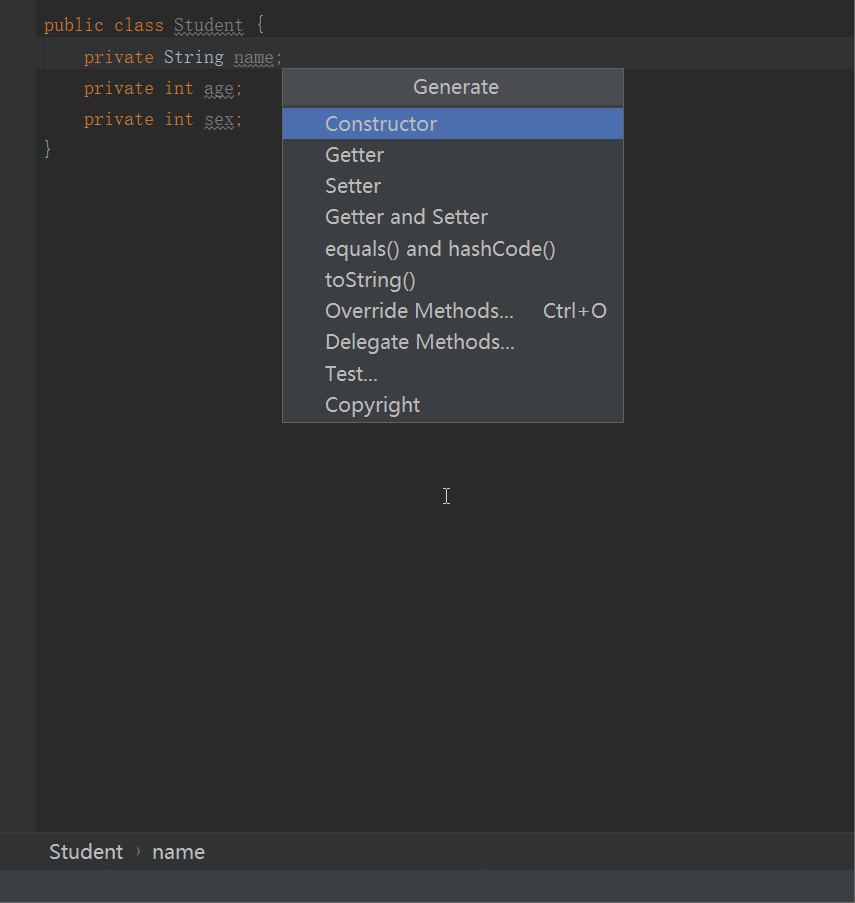 public class Student {
private String name;
private int age;
private int sex;
}
Generate
Constructor
Getter
Setter
Getter and Setter
equals() and hashCode()
toString()
Override Methods... Ctrl+O
Delegate Methods...
Test...
Copyright
Student › name